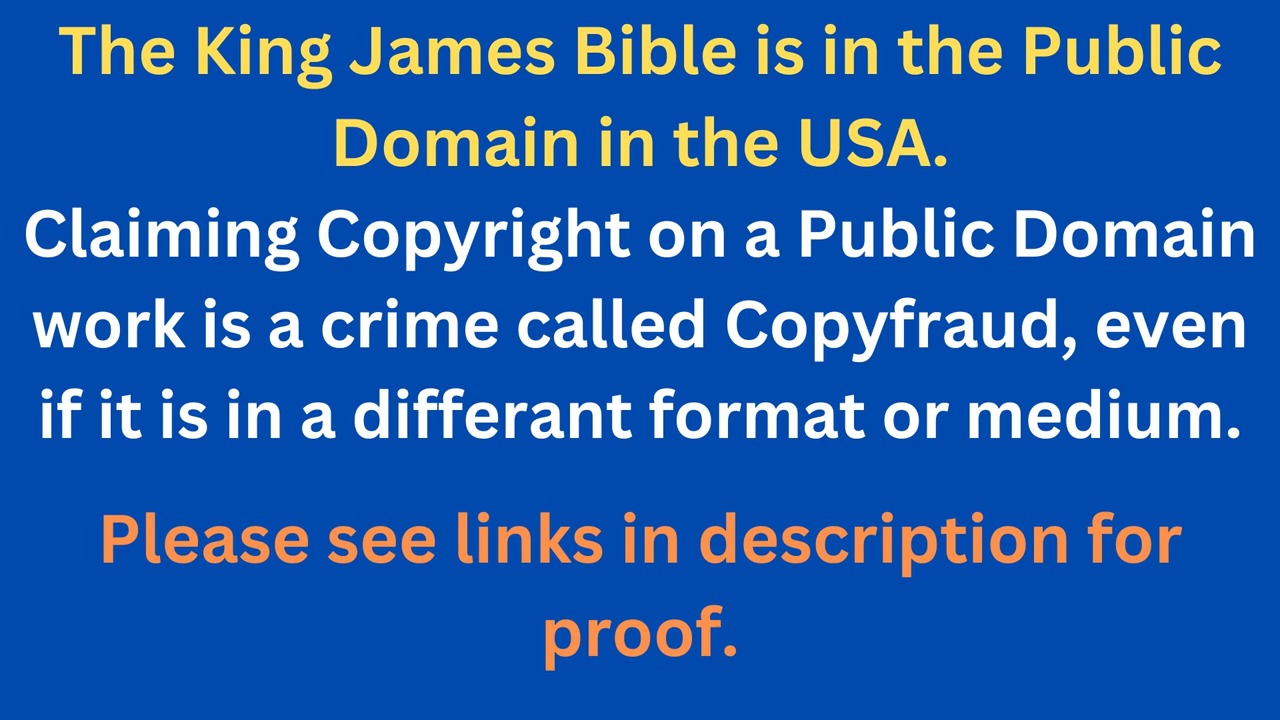 The King James Bible is in the Public
Domain in the USA.
Claiming Copyright on a Public Domain
work is a crime called Copyfraud, even
if it is in a differant format or medium.
Please see links in description for
proof.